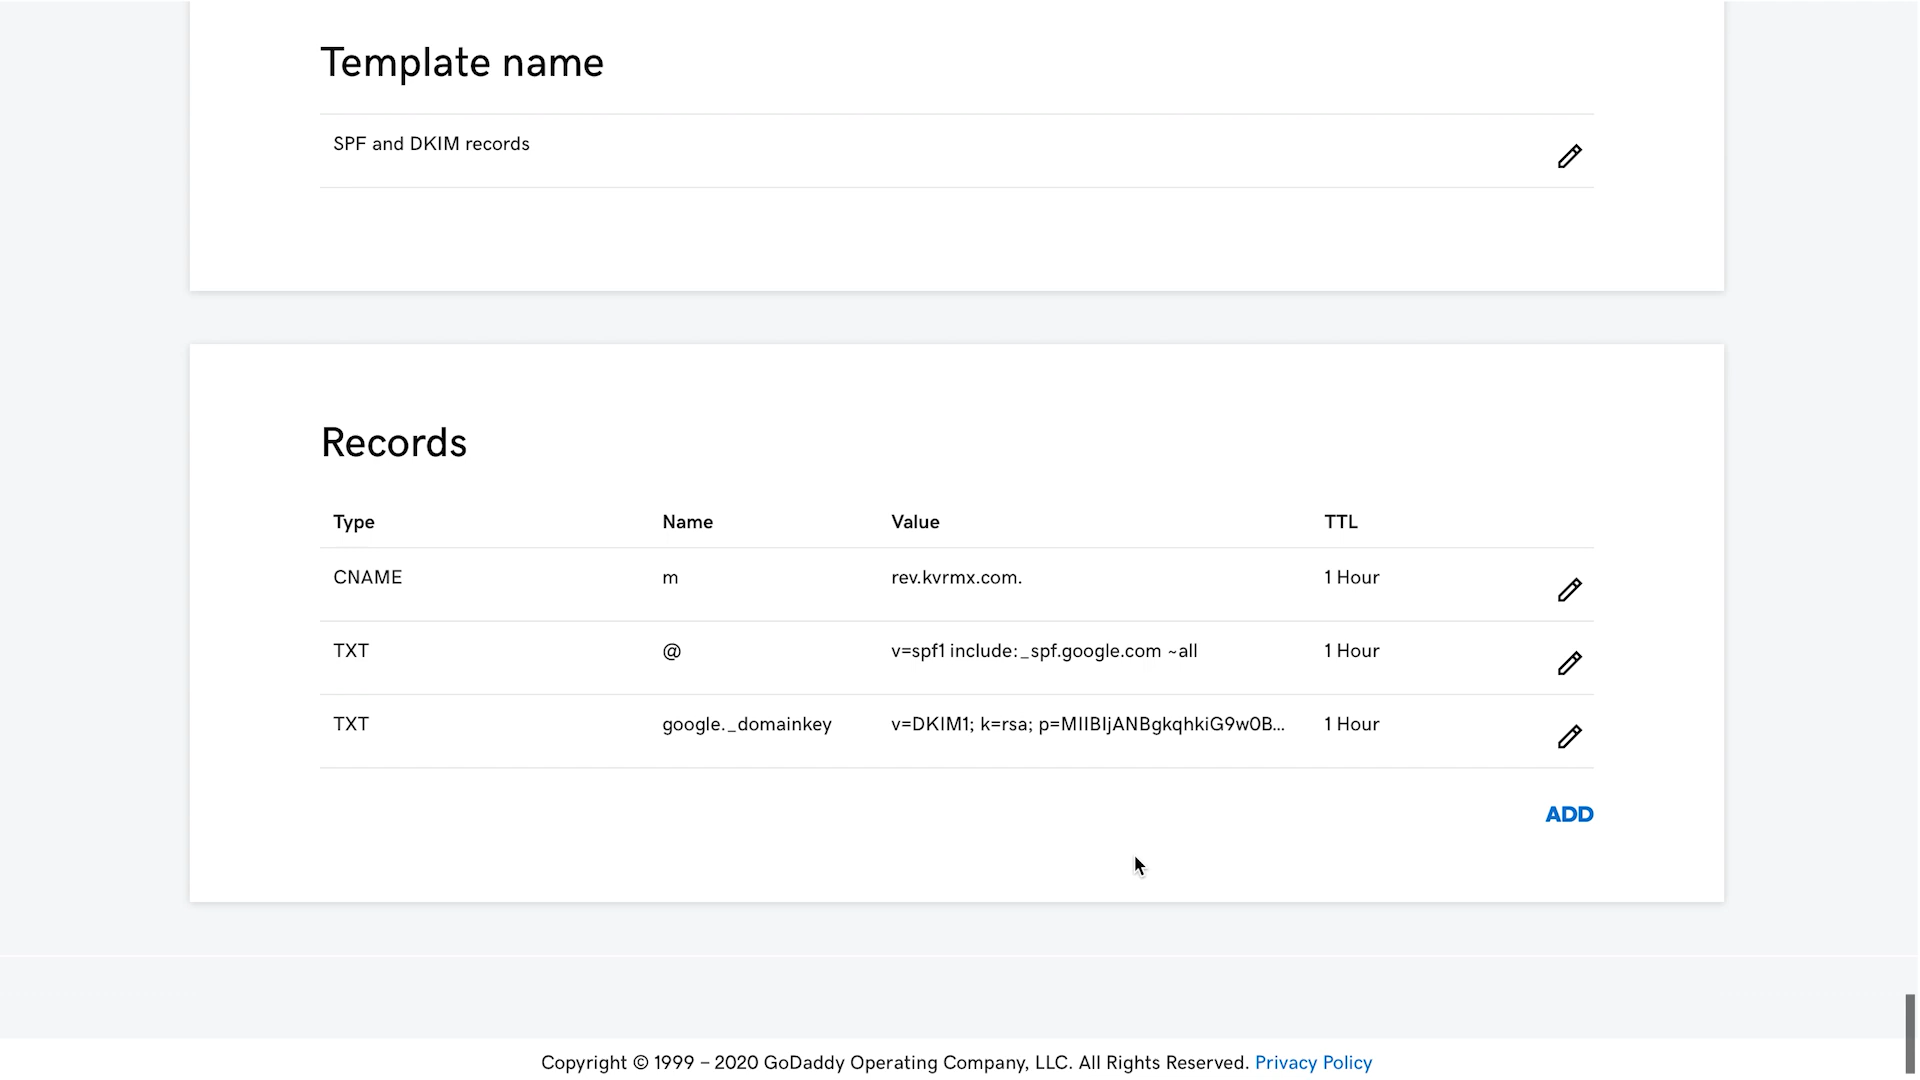 Template name
SPF and DKIM records
Records
Type Name Value TTL
CNAME m rev.kvrmx.com. 1 Hour
TXT @ v=spf1 include:_spf.google.com ~all 1 Hour
TXT google._domainkey v=DKIM1; k=rsa; p=MIIBIjANBgkqhkiG9w0B... 1 Hour
ADD
Copyright © 1999 – 2020 GoDaddy Operating Company, LLC. All Rights Reserved. Privacy Policy